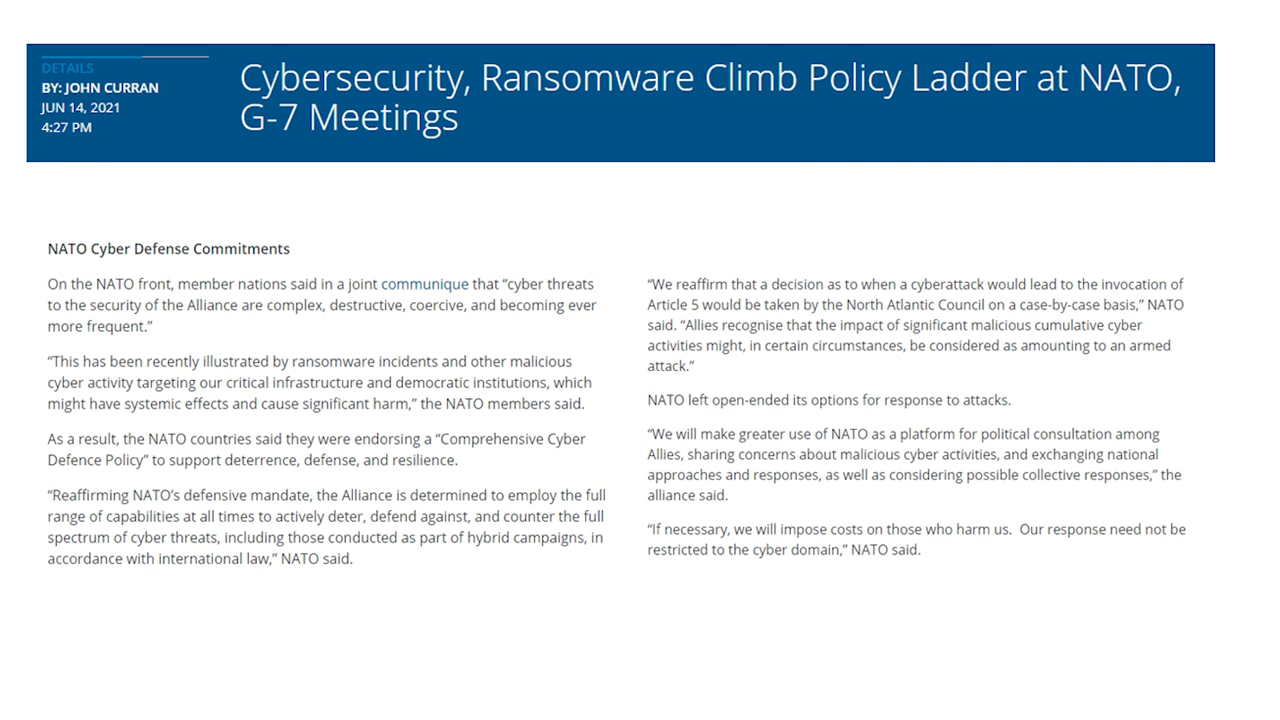 DETAILS
BY: JOHN CURRAN
JUN 14, 2021
4:27 PM
Cybersecurity, Ransomware Climb Policy Ladder at NATO,
G-7 Meetings
NATO Cyber Defense Commitments
On the NATO front, member nations said in a joint communique that “cyber threats
to the security of the Alliance are complex, destructive, coercive, and becoming ever
more frequent.”
“This has been recently illustrated by ransomware incidents and other malicious
cyber activity targeting our critical infrastructure and democratic institutions, which
might have systemic effects and cause significant harm,” the NATO members said.
As a result, the NATO countries said they were endorsing a “Comprehensive Cyber
Defence Policy” to support deterrence, defense, and resilience.
“Reaffirming NATO’s defensive mandate, the Alliance is determined to employ the full
range of capabilities at all times to actively deter, defend against, and counter the full
spectrum of cyber threats, including those conducted as part of hybrid campaigns, in
accordance with international law,” NATO said.
“We reaffirm that a decision as to when a cyberattack would lead to the invocation of
Article 5 would be taken by the North Atlantic Council on a case-by-case basis,” NATO
said. “Allies recognise that the impact of significant malicious cumulative cyber
activities might, in certain circumstances, be considered as amounting to an armed
attack.”
NATO left open-ended its options for response to attacks.
“We will make greater use of NATO as a platform for political consultation among
Allies, sharing concerns about malicious cyber activities, and exchanging national
approaches and responses, as well as considering possible collective responses,” the
alliance said.
“If necessary, we will impose costs on those who harm us.  Our response need not be
restricted to the cyber domain,” NATO said.